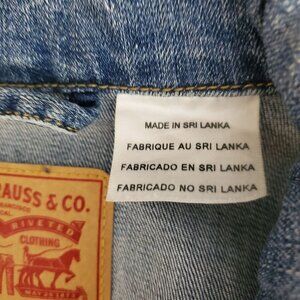 MADE IN SRI LANKA
FABRIQUE AU SRI LANKA
FABRICADO EN SRI LANKA
FABRICADO NO SRI LANKA
RAUSS & CO.
RIVETED
CLOTHING